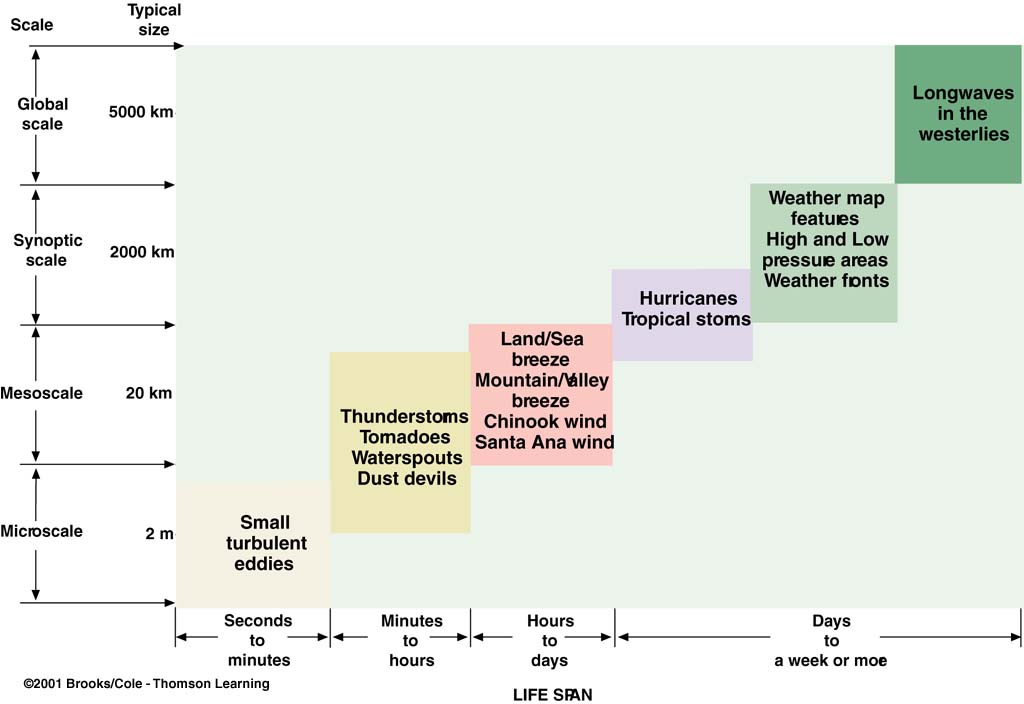 Scale
Typical
size
Global
scale
5000 km
Synoptic
scale
2000 km
Mesoscale
20 km
Microscale
2 m
Longwaves
in the
westerlies
Weather map
features
High and Low
pressure areas
Weather fronts
Hurricanes
Tropical stoms
Land/Sea
breeze
Mountain/Valley
breeze
Chinook wind
Santa Ana wind
Thunderstorms
Tornadoes
Waterspouts
Dust devils
Small
turbulent
eddies
Seconds
to
minutes
Minutes
to
hours
Hours
to
days
Days
to
a week or more
©2001 Brooks/Cole - Thomson Learning
LIFE SPAN